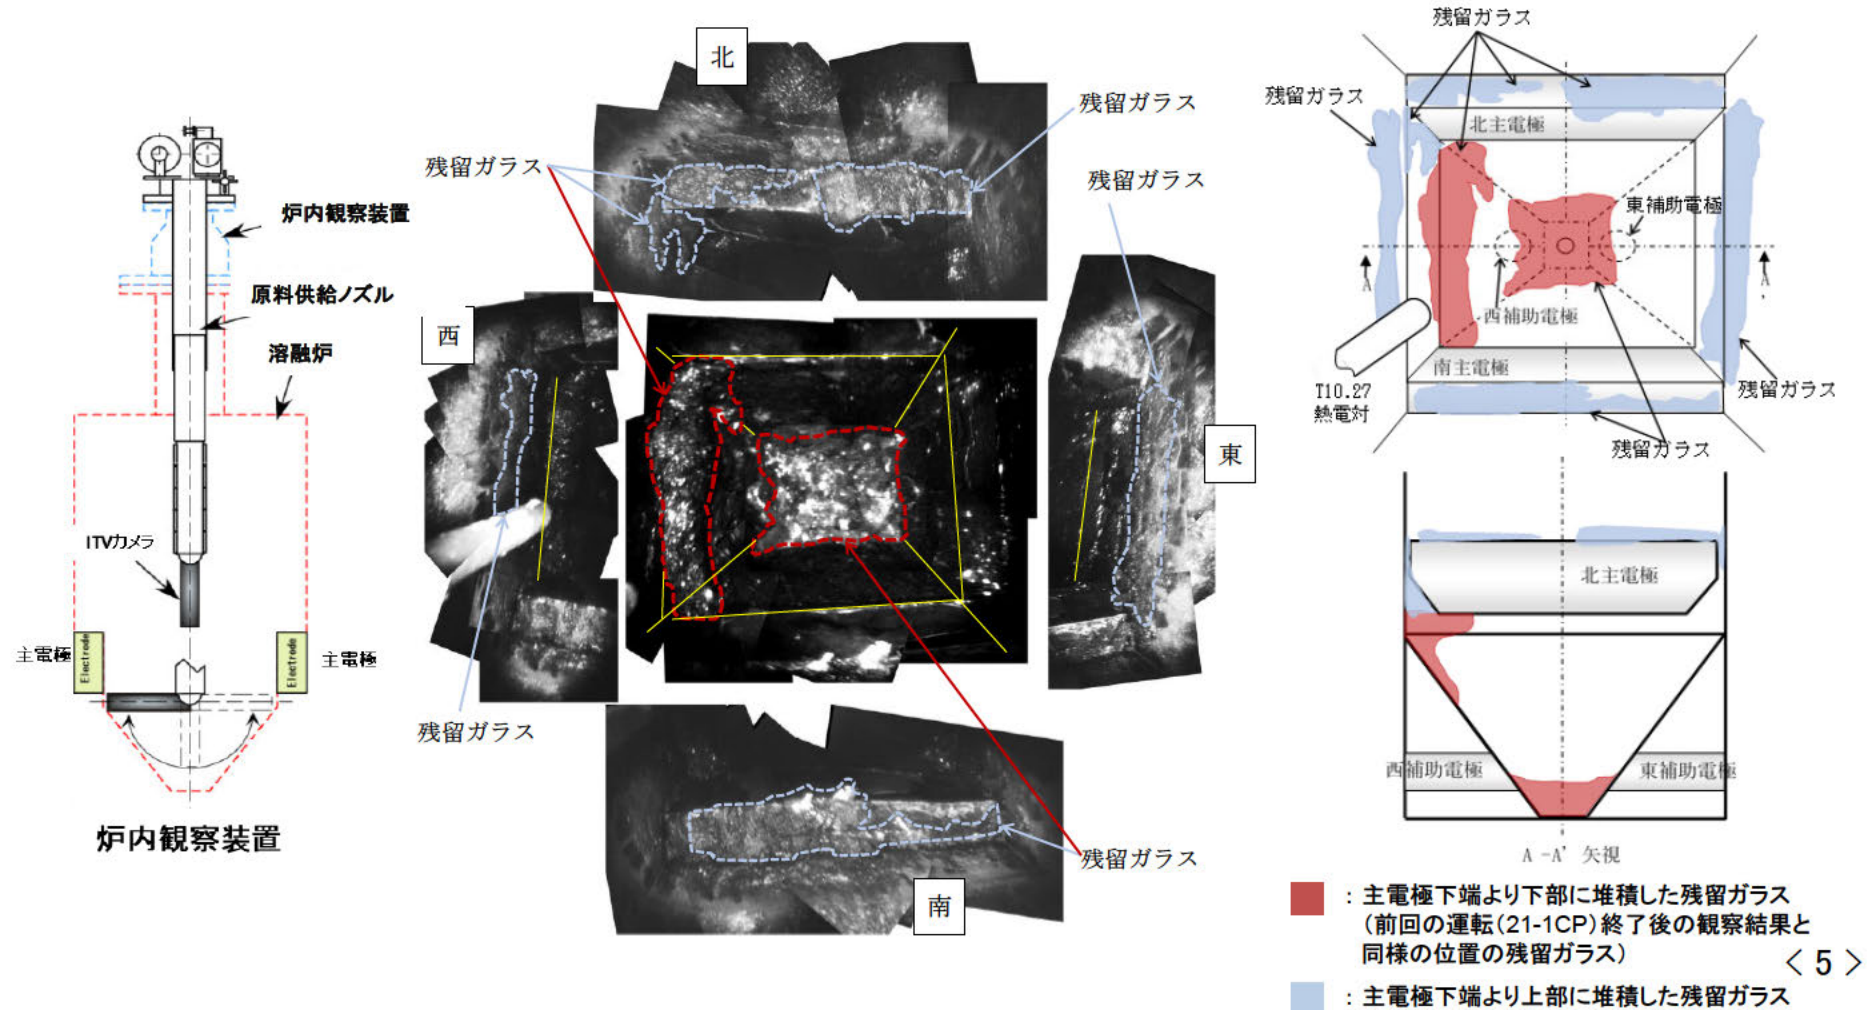 炉内観察装置
原料供給ノズル
溶融炉
ITVカメラ
主電極
Electrode
Electrode
主電極
炉内観察装置
北
残留ガラス
残留ガラス
残留ガラス
西
東
残留ガラス
残留ガラス
南
残留ガラス
残留ガラス
北主電極
東補助電極
A
A'
西補助電極
南主電極
T10.27
熱電対
残留ガラス
残留ガラス
北主電極
西補助電極
東補助電極
A -A' 矢視
：主電極下端より下部に堆積した残留ガラス
（前回の運転（21-1CP）終了後の観察結果と
同様の位置の残留ガラス）
：主電極下端より上部に堆積した残留ガラス
＜5＞